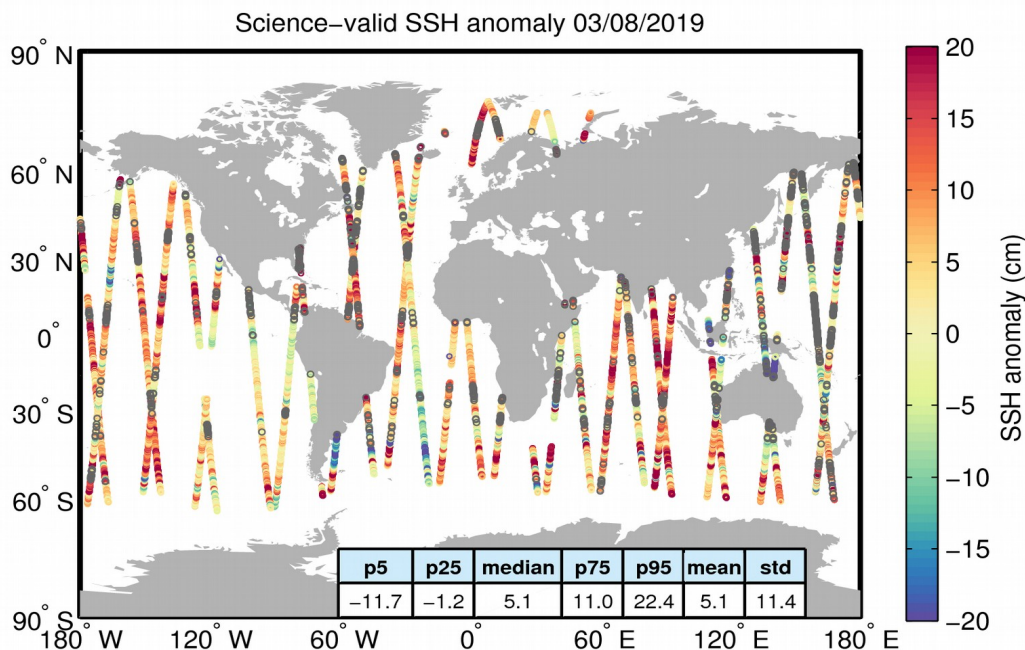 Science−valid SSH anomaly 03/08/2019
90° N
60° N
30° N
0°
30° S
60° S
90° S
180° W
120° W
60° W
0°
60° E
120° E
180° E
p5 p25 median p75 p95 mean std
−11.7 −1.2 5.1 11.0 22.4 5.1 11.4
20
15
10
5
0
−5
−10
−15
−20
SSH anomaly (cm)